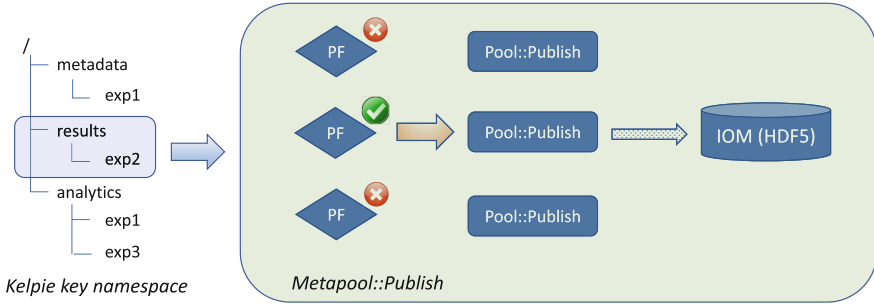 /
metadata
exp1
results
exp2
analytics
exp1
exp3
Kelpie key namespace
PF
Pool::Publish
PF
Pool::Publish
IOM (HDF5)
PF
Pool::Publish
Metapool::Publish